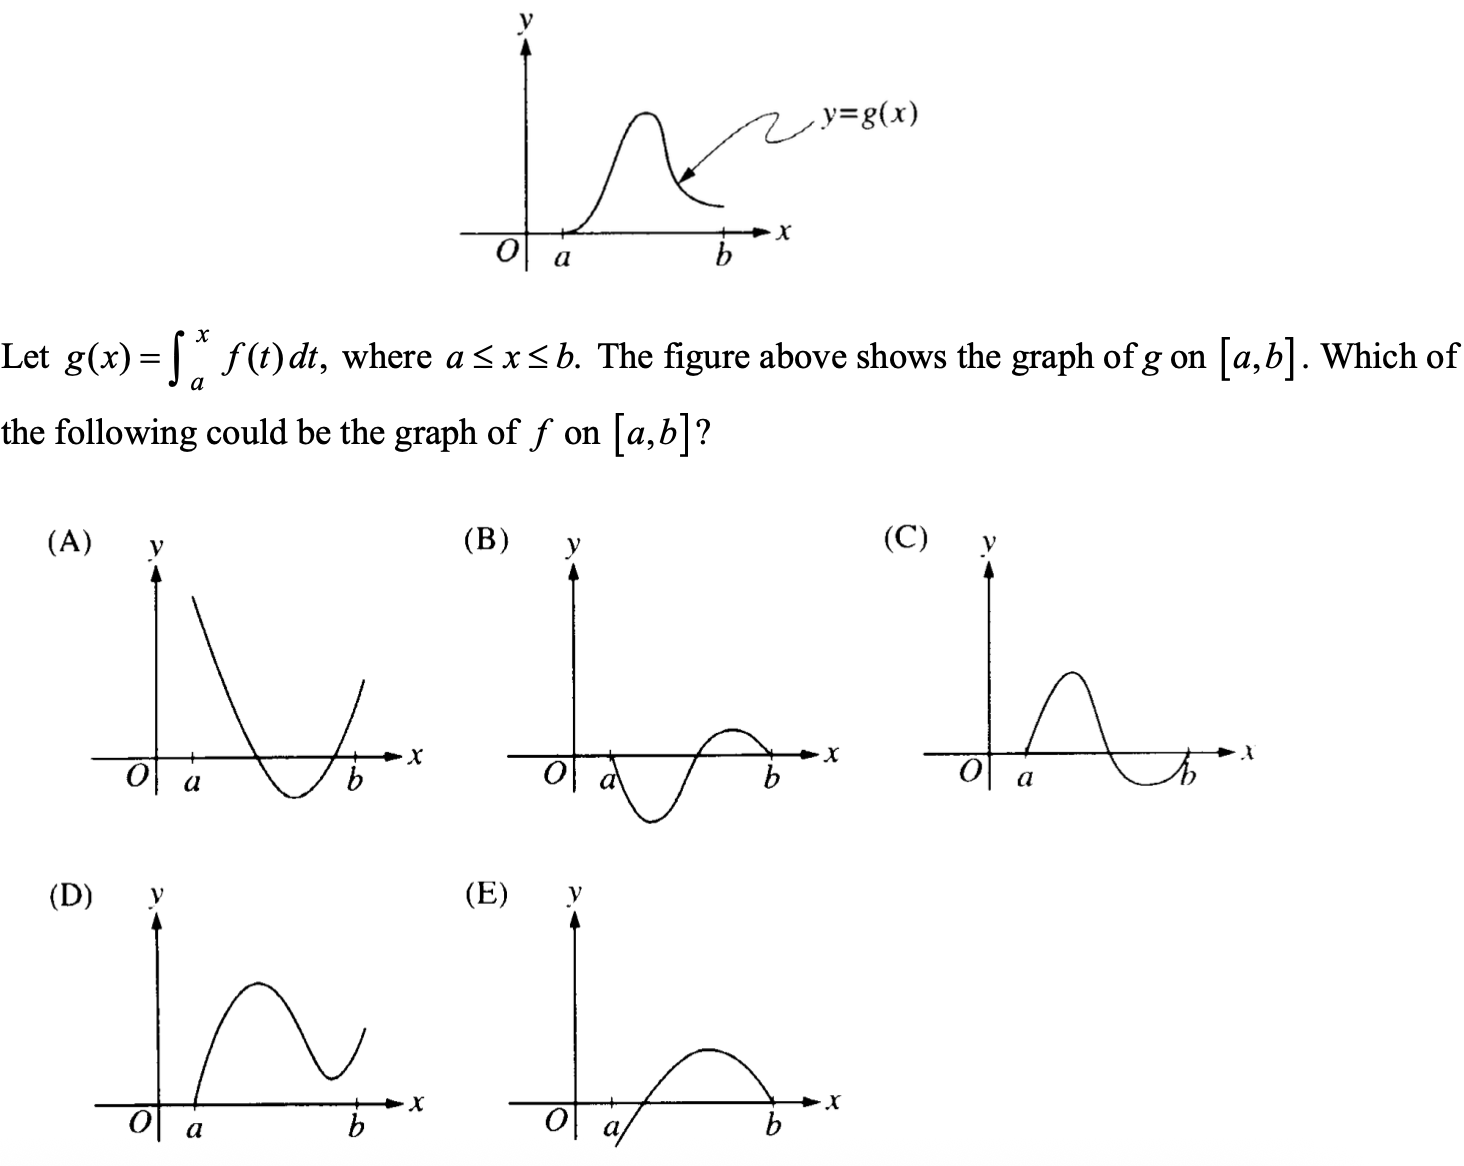 y
y=g(x)
x
O a b
Let g(x) = ∫_a^x f(t) dt, where a ≤ x ≤ b. The figure above shows the graph of g on [a,b]. Which of
the following could be the graph of f on [a,b]?
(A) y (B) y (C) y
x x x
O a b O a b O a b
(D) y (E) y
x x
O a b O a b